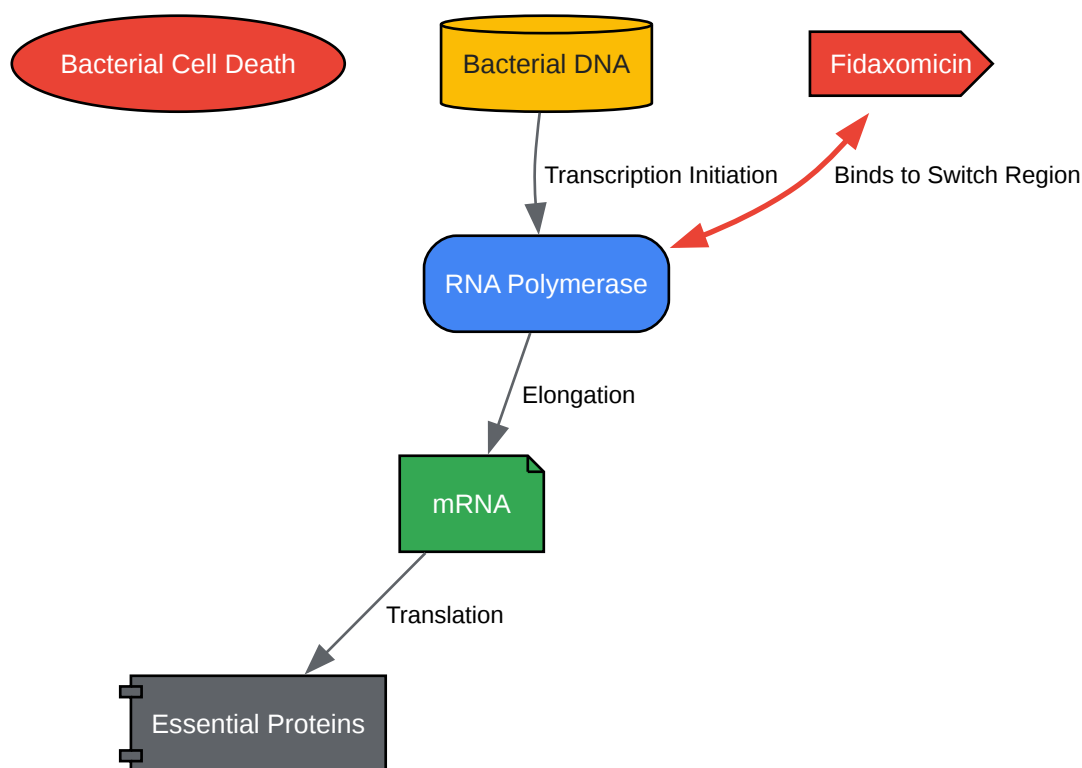 Bacterial Cell Death
Bacterial DNA
Fidaxomicin
Transcription Initiation
Binds to Switch Region
RNA Polymerase
Elongation
mRNA
Translation
Essential Proteins